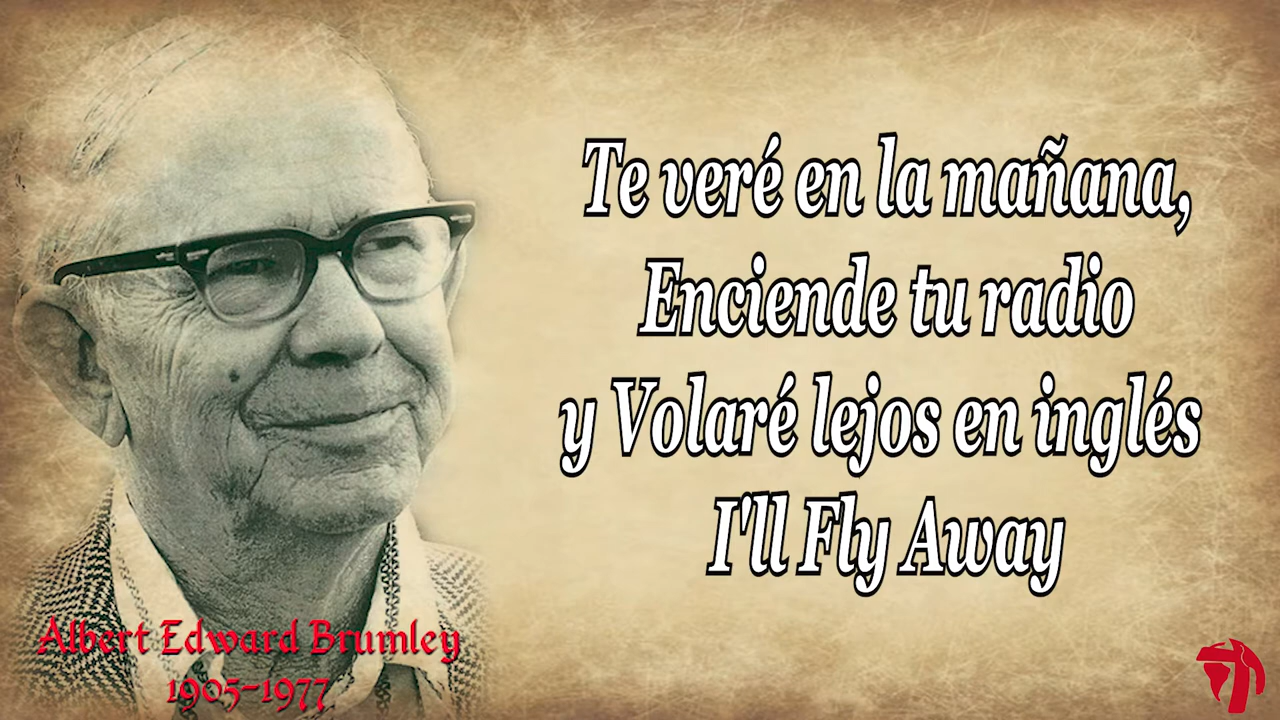 Te veré en la mañana,
Enciende tu radio
y Volaré lejos en inglés
I'll Fly Away
Albert Edward Brumley
1905-1977